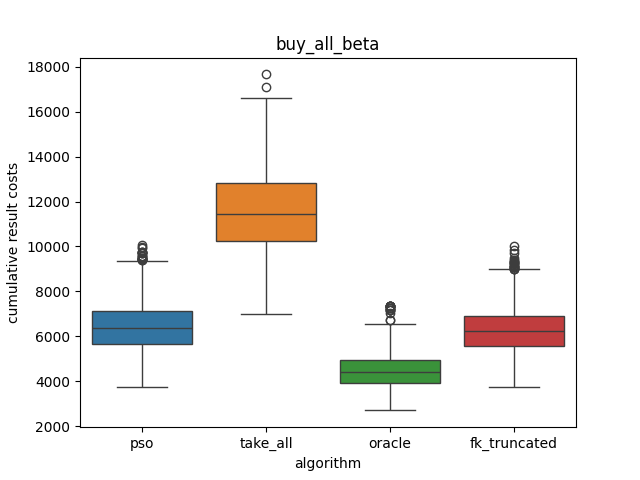 buy_all_beta
18000
16000
14000
12000
10000
8000
6000
4000
2000
cumulative result costs
pso take_all oracle fk_truncated
algorithm